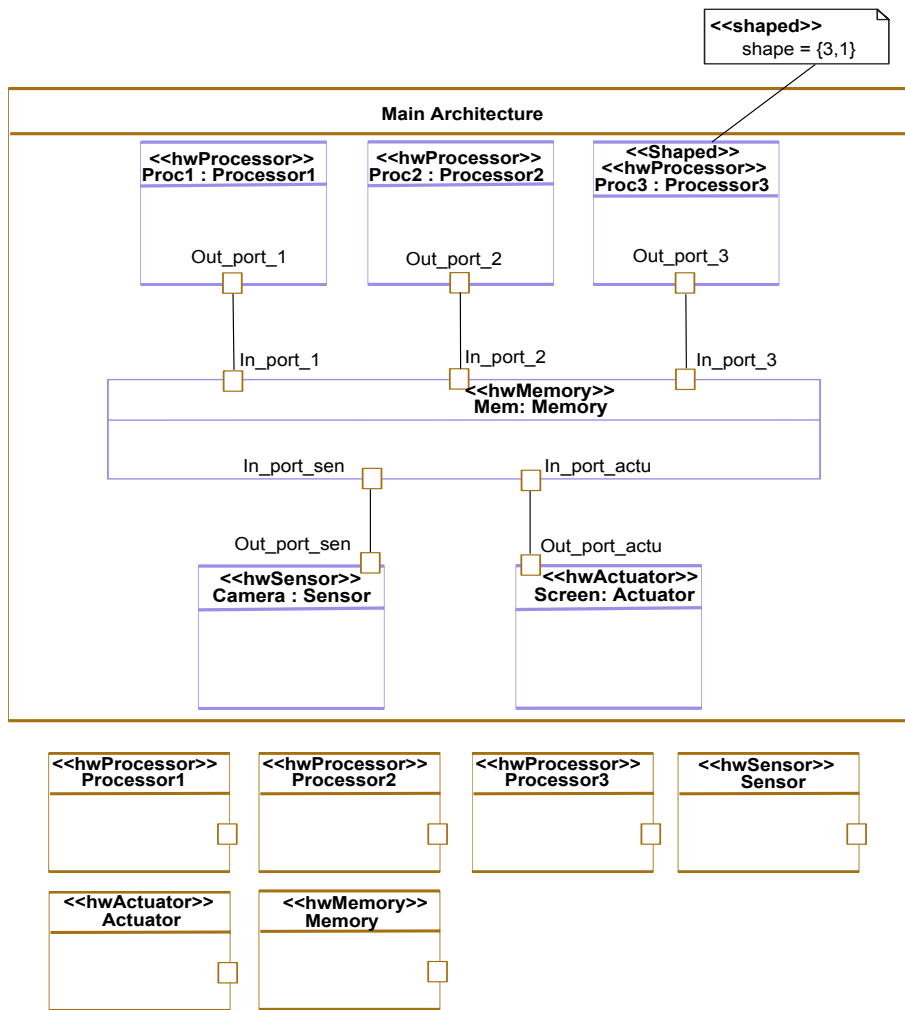 <<shaped>>
shape = {3,1}
Main Architecture
<<hwProcessor>>
Proc1 : Processor1
<<hwProcessor>>
Proc2 : Processor2
<<Shaped>>
<<hwProcessor>>
Proc3 : Processor3
Out_port_1
Out_port_2
Out_port_3
In_port_1
In_port_2
In_port_3
<<hwMemory>>
Mem: Memory
In_port_sen
In_port_actu
Out_port_sen
Out_port_actu
<<hwSensor>>
Camera : Sensor
<<hwActuator>>
Screen: Actuator
<<hwProcessor>>
Processor1
<<hwProcessor>>
Processor2
<<hwProcessor>>
Processor3
<<hwSensor>>
Sensor
<<hwActuator>>
Actuator
<<hwMemory>>
Memory